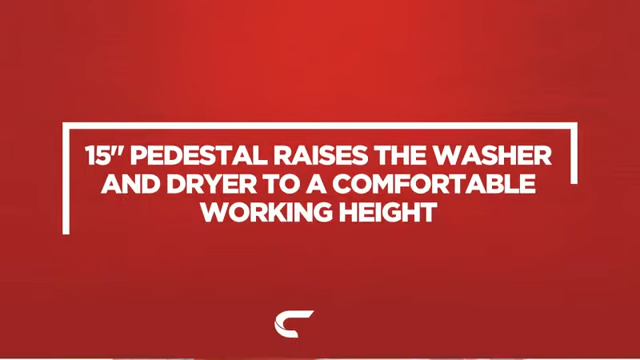 15" PEDESTAL RAISES THE WASHER
AND DRYER TO A COMFORTABLE
WORKING HEIGHT